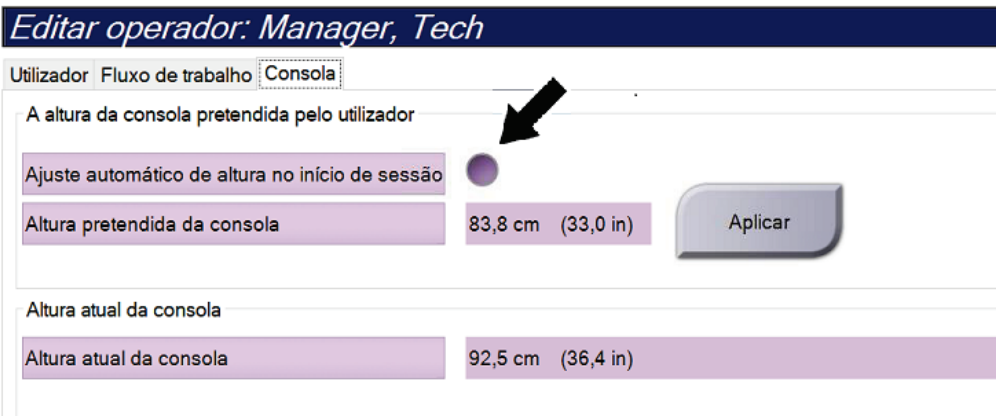 Editar operador: Manager, Tech
Utilizador Fluxo de trabalho Consola
A altura da consola pretendida pelo utilizador
Ajuste automático de altura no início de sessão
Altura pretendida da consola 83,8 cm (33,0 in) Aplicar
Altura atual da consola
Altura atual da consola 92,5 cm (36,4 in)